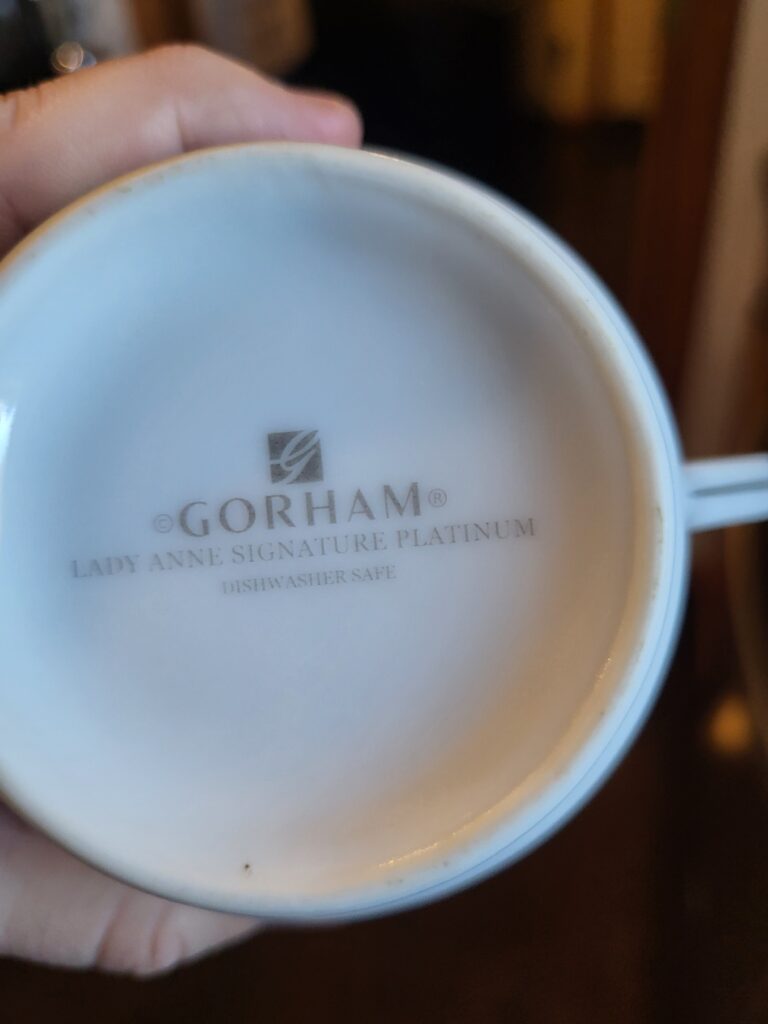 G
©GORHAM®
LADY ANNE SIGNATURE PLATINUM
DISHWASHER SAFE